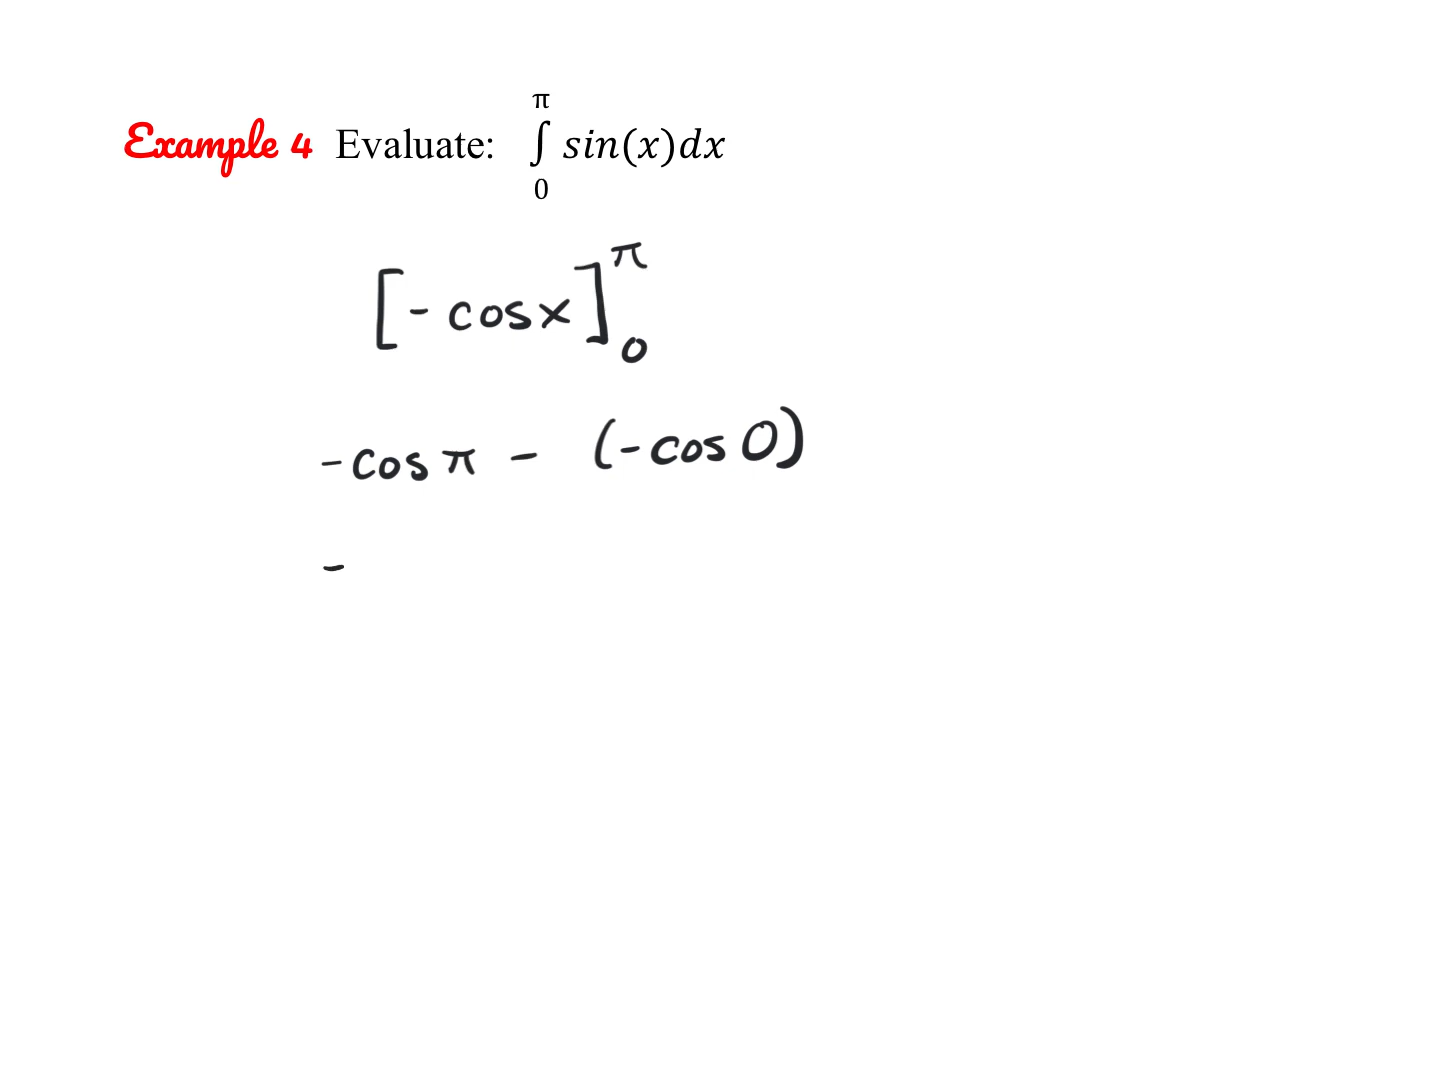 Example 4 Evaluate: ∫₀^π sin(x)dx
[-cosx]₀^π
-cos π - (-cos 0)
-